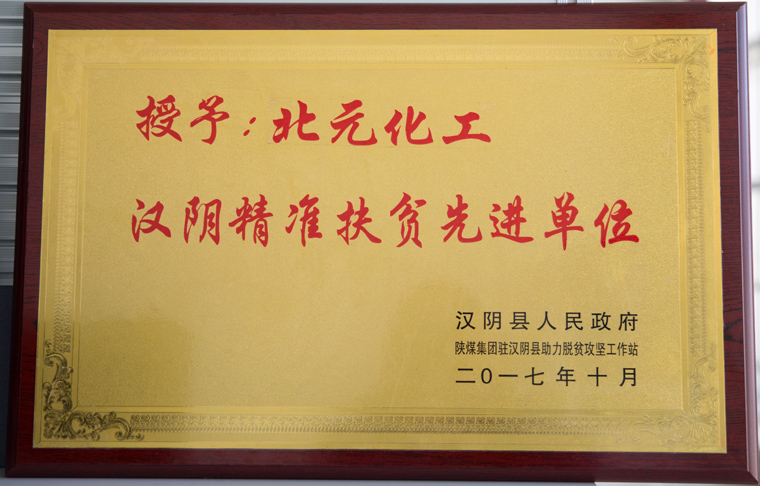 授予：北元化工
汉阴精准扶贫先进单位
汉阴县人民政府
陕煤集团驻汉阴县助力脱贫攻坚工作站
二0一七年十月